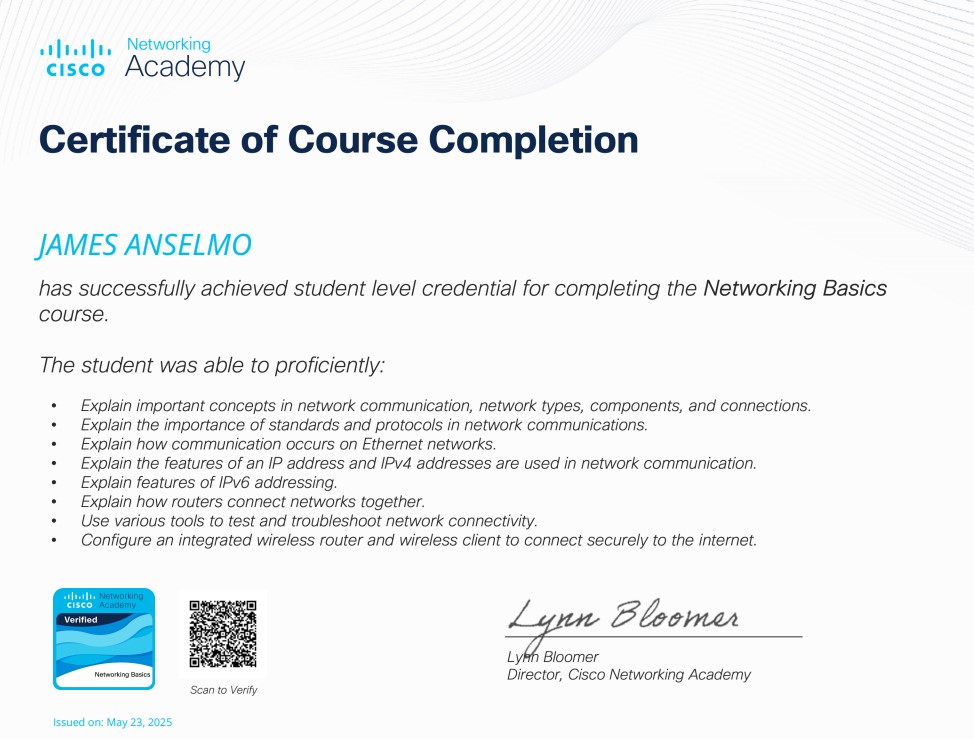 Networking
CISCO Academy
Certificate of Course Completion
JAMES ANSELMO
has successfully achieved student level credential for completing the Networking Basics
course.
The student was able to proficiently:
• Explain important concepts in network communication, network types, components, and connections.
• Explain the importance of standards and protocols in network communications.
• Explain how communication occurs on Ethernet networks.
• Explain the features of an IP address and IPv4 addresses are used in network communication.
• Explain features of IPv6 addressing.
• Explain how routers connect networks together.
• Use various tools to test and troubleshoot network connectivity.
• Configure an integrated wireless router and wireless client to connect securely to the internet.
Networking
CISCO Academy
Verified
Networking Basics
Scan to Verify
Lynn Bloomer
Lynn Bloomer
Director, Cisco Networking Academy
Issued on: May 23, 2025